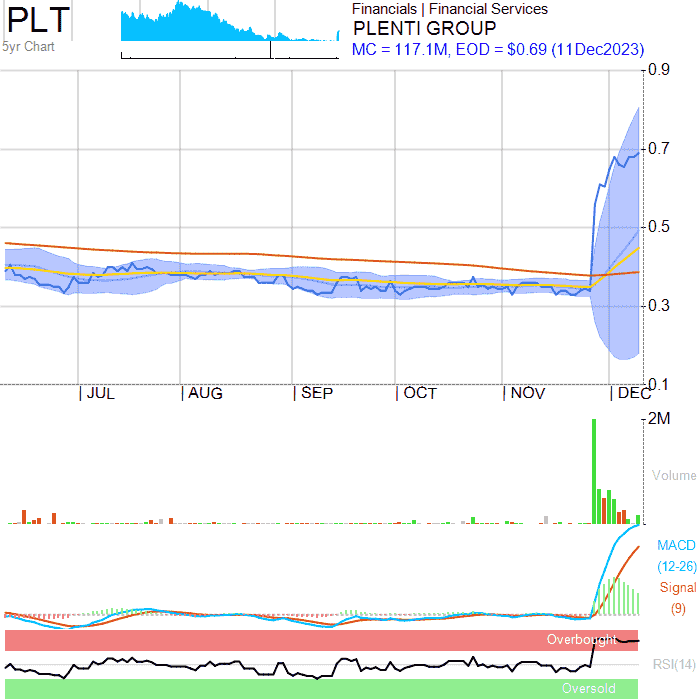 PLT
5yr Chart
Financials | Financial Services
PLENTI GROUP
MC = 117.1M, EOD = $0.69 (11Dec2023)
0.9
0.7
0.5
0.3
0.1
JUL AUG SEP OCT NOV DEC
2M
Volume
MACD
(12-26)
Signal
(9)
Overbought
RSI(14)
Oversold